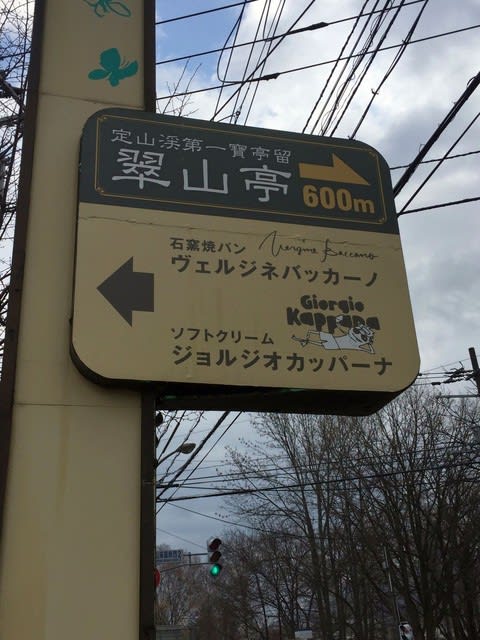 定山渓第一寶亭留
翠山亭
600m
石窯焼パン
ヴェルジネバッカーノ
Giorgio
Kappana
ソフトクリーム
ジョルジオカッパーナ